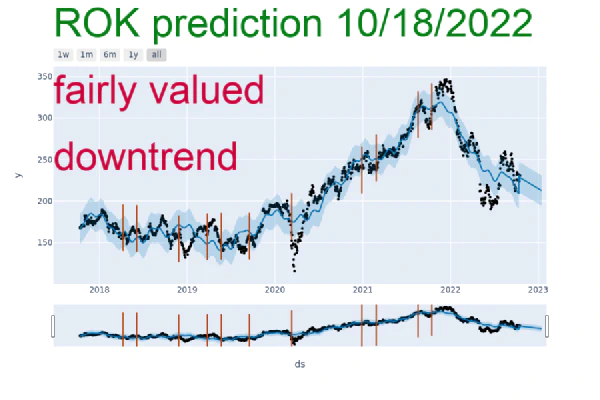 ROK prediction 10/18/2022
1w 1m 6m 1y all
350
fairly valued
300
250
downtrend
200
150
y
2018 2019 2020 2021 2022 2023
ds